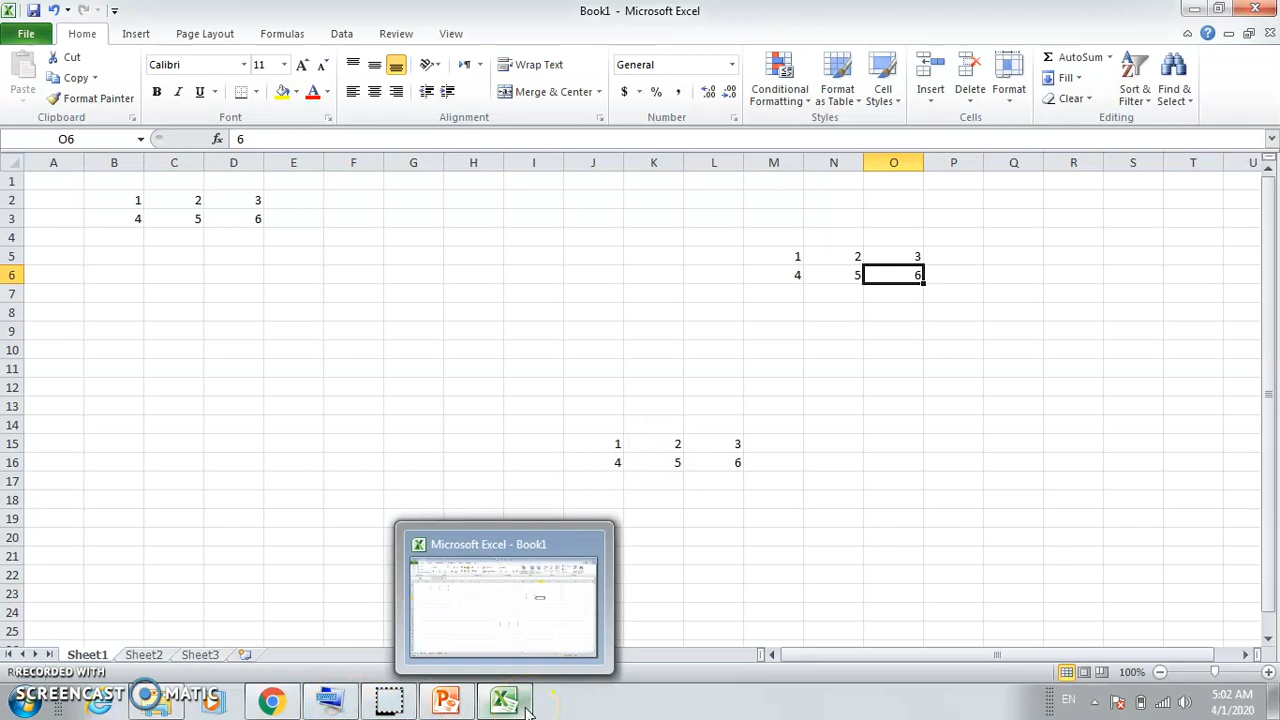 Book1 - Microsoft Excel
File Home Insert Page Layout Formulas Data Review View
Paste Cut Copy Format Painter
Calibri 11 A A
B I U A
Wrap Text
Merge & Center
General
$ % , .0 .00
Conditional Formatting Format as Table Cell Styles
Insert Delete Format
Σ AutoSum Fill Clear
Sort & Filter Find & Select
Clipboard Font Alignment Number Styles Cells Editing
O6 fx 6
A B C D E F G H I J K L M N O P Q R S T U
1
2 1 2 3
3 4 5 6
4
5 1 2 3
6 4 5 6
7
8
9
10
11
12
13
14
15 1 2 3
16 4 5 6
17
18
19
20
21
22
23
24
25
Microsoft Excel - Book1
Sheet1 Sheet2 Sheet3
100%
RECORDED WITH
SCREENCAST MATIC
EN
5:02 AM
4/1/2020